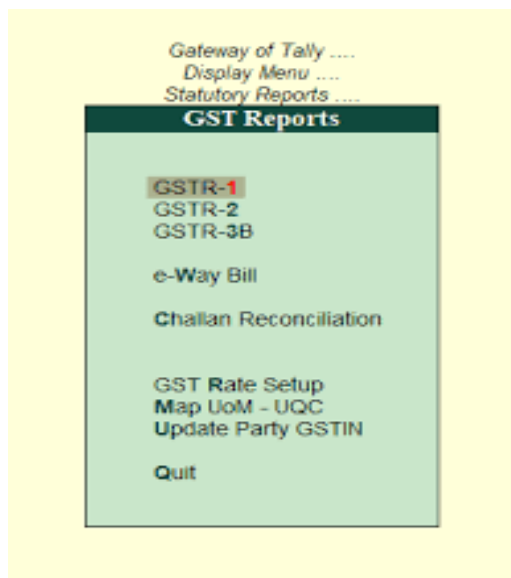 Gateway of Tally ....
Display Menu ....
Statutory Reports ....
GST Reports
GSTR-1
GSTR-2
GSTR-3B
e-Way Bill
Challan Reconciliation
GST Rate Setup
Map UoM - UQC
Update Party GSTIN
Quit